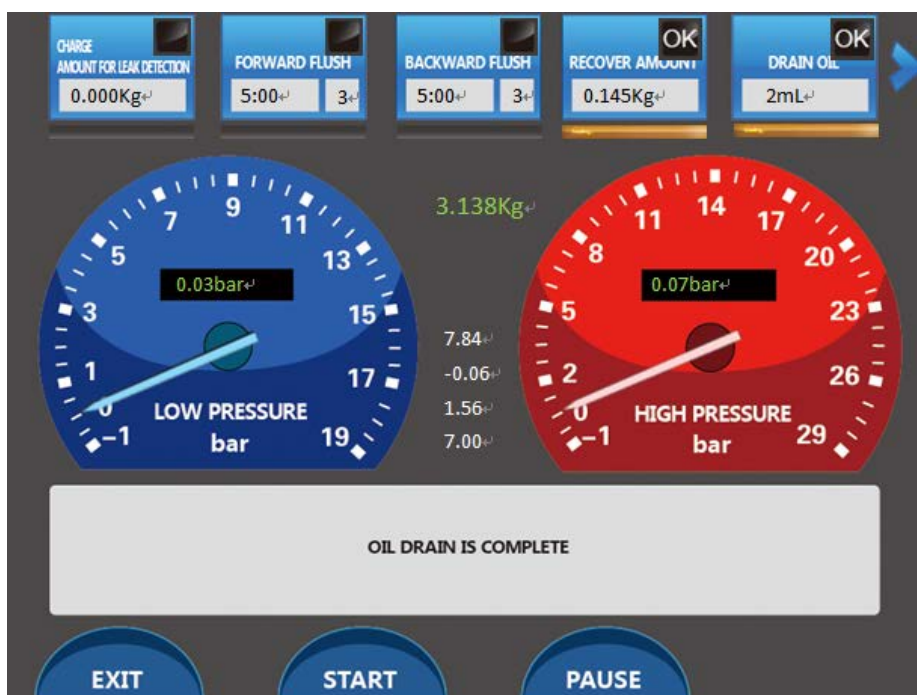 CHARGE
AMOUNT FOR LEAK DETECTION
0.000Kg
FORWARD FLUSH
5:00 3
BACKWARD FLUSH
5:00 3
OK
RECOVER AMOUNT
0.145Kg
OK
DRAIN OIL
2mL
3.138Kg
-1 0 1 3 5 7 9 11 13 15 17 19
0.03bar
LOW PRESSURE
bar
7.84
-0.06
1.56
7.00
-1 0 2 5 8 11 14 17 20 23 26 29
0.07bar
HIGH PRESSURE
bar
OIL DRAIN IS COMPLETE
EXIT
START
PAUSE